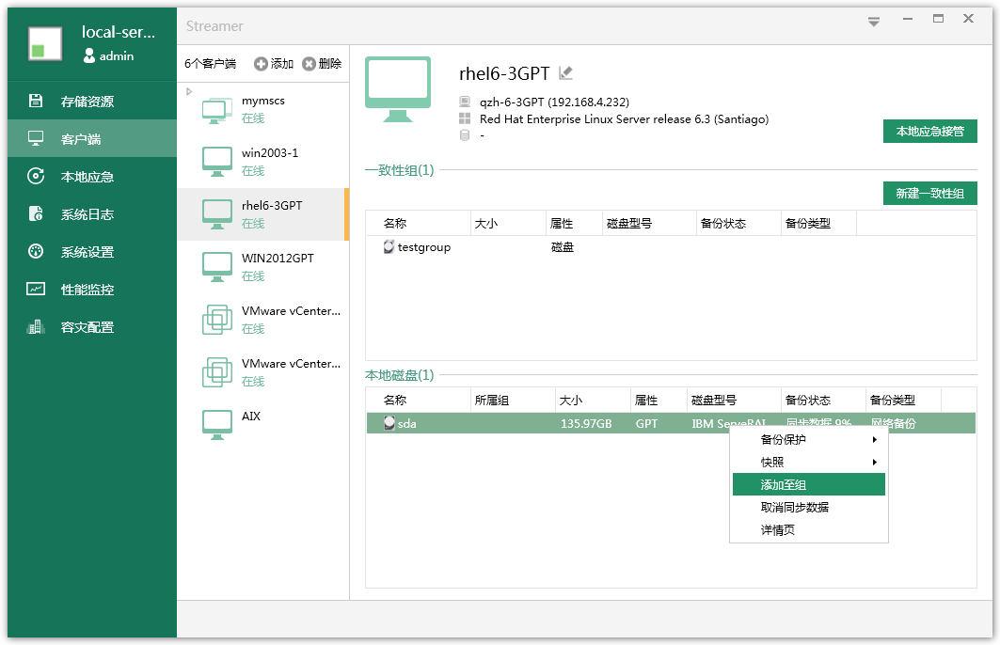 local-ser...
admin
存储资源
客户端
本地应急
系统日志
系统设置
性能监控
容灾配置
Streamer
6个客户端 添加 删除
mymscs
在线
win2003-1
在线
rhel6-3GPT
在线
WIN2012GPT
在线
VMware vCenter...
在线
VMware vCenter...
在线
AIX
rhel6-3GPT
qzh-6-3GPT (192.168.4.232)
Red Hat Enterprise Linux Server release 6.3 (Santiago)
-
本地应急接管
一致性组(1)
新建一致性组
名称 大小 属性 磁盘型号 备份状态 备份类型
testgroup 磁盘
本地磁盘(1)
名称 所属组 大小 属性 磁盘型号 备份状态 备份类型
sda 135.97GB GPT IBM ServeRAI 同步数据 9% 网络备份
备份保护
快照
添加至组
取消同步数据
详情页